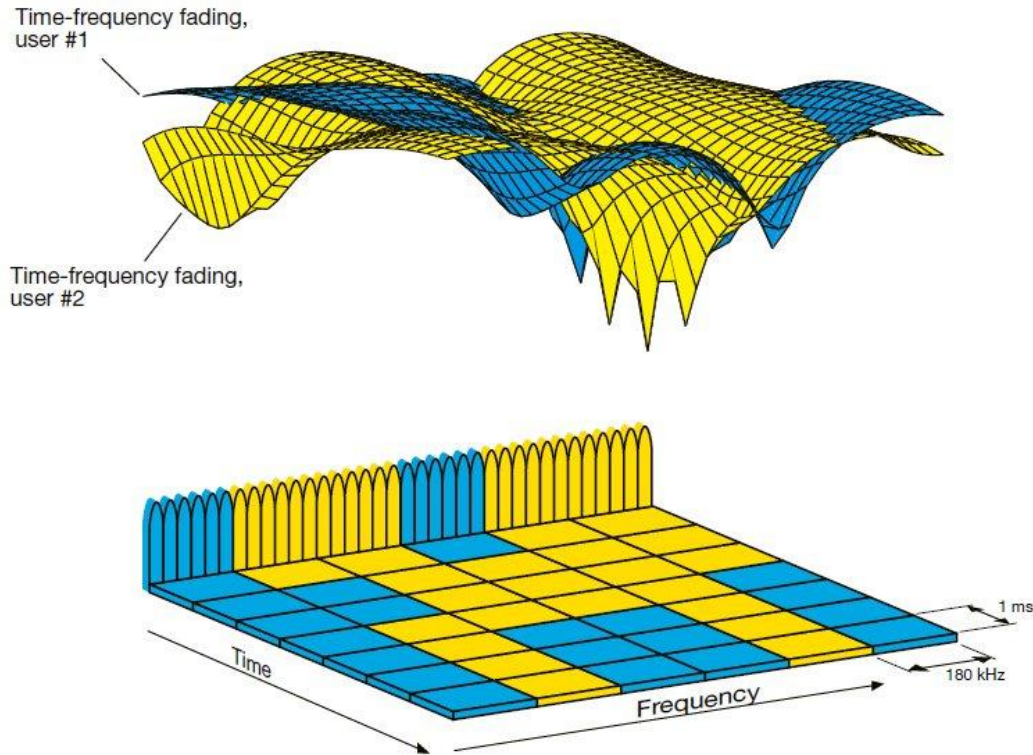 Time-frequency fading,
user #1
Time-frequency fading,
user #2
1 ms
180 kHz
Time
Frequency